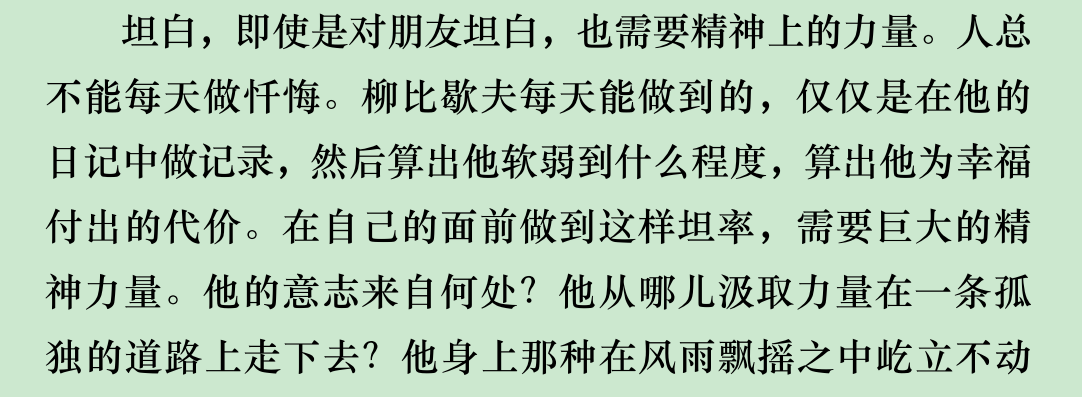 坦白，即使是对朋友坦白，也需要精神上的力量。人总
不能每天做忏悔。柳比歇夫每天能做到的，仅仅是在他的
日记中做记录，然后算出他软弱到什么程度，算出他为幸福
付出的代价。在自己的面前做到这样坦率，需要巨大的精
神力量。他的意志来自何处？他从哪儿汲取力量在一条孤
独的道路上走下去？他身上那种在风雨飘摇之中屹立不动